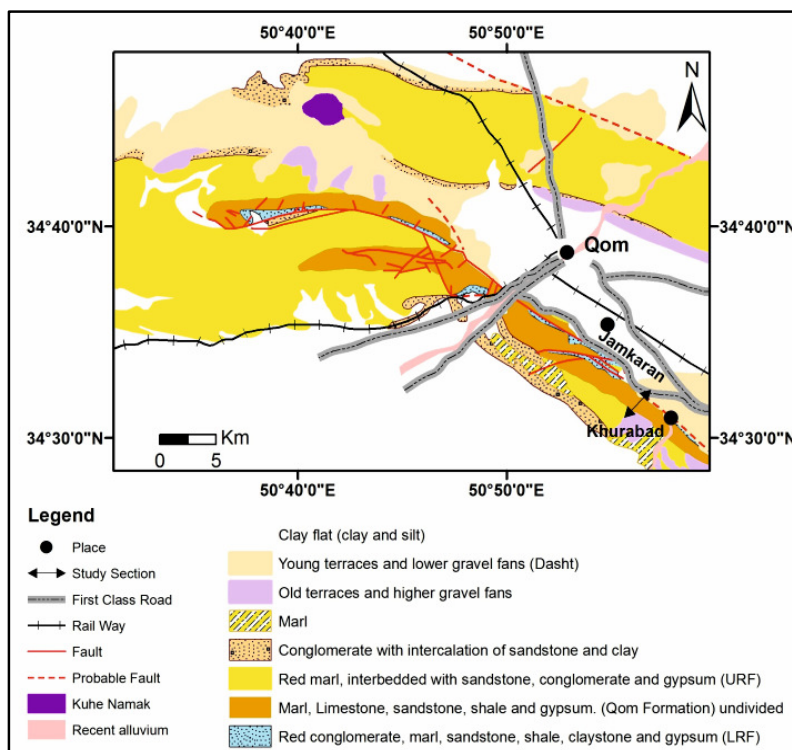 50°40'0"E
50°50'0"E
N
34°40'0"N
34°40'0"N
Qom
Jamkaran
Khurabad
34°30'0"N
34°30'0"N
Km
0 5
50°40'0"E
50°50'0"E
Legend
Place
Study Section
First Class Road
Rail Way
Fault
Probable Fault
Kuhe Namak
Recent alluvium
Clay flat (clay and silt)
Young terraces and lower gravel fans (Dasht)
Old terraces and higher gravel fans
Marl
Conglomerate with intercalation of sandstone and clay
Red marl, interbedded with sandstone, conglomerate and gypsum (URF)
Marl, Limestone, sandstone, shale and gypsum. (Qom Formation) undivided
Red conglomerate, marl, sandstone, shale, claystone and gypsum (LRF)